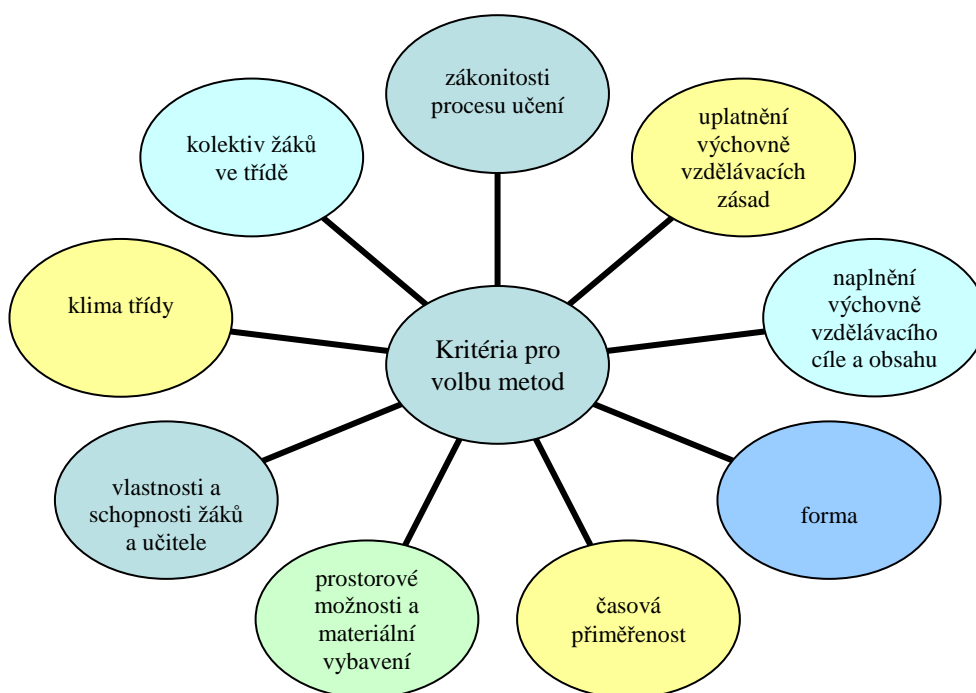 zákonitosti
procesu učení
uplatnění
výchovně
vzdělávacích
zásad
naplnění
výchovně
vzdělávacího
cíle a obsahu
forma
časová
přiměřenost
prostorové
možnosti a
materiální
vybavení
vlastnosti a
schopnosti žáků
a učitele
klima třídy
kolektiv žáků
ve třídě
Kritéria pro
volbu metod